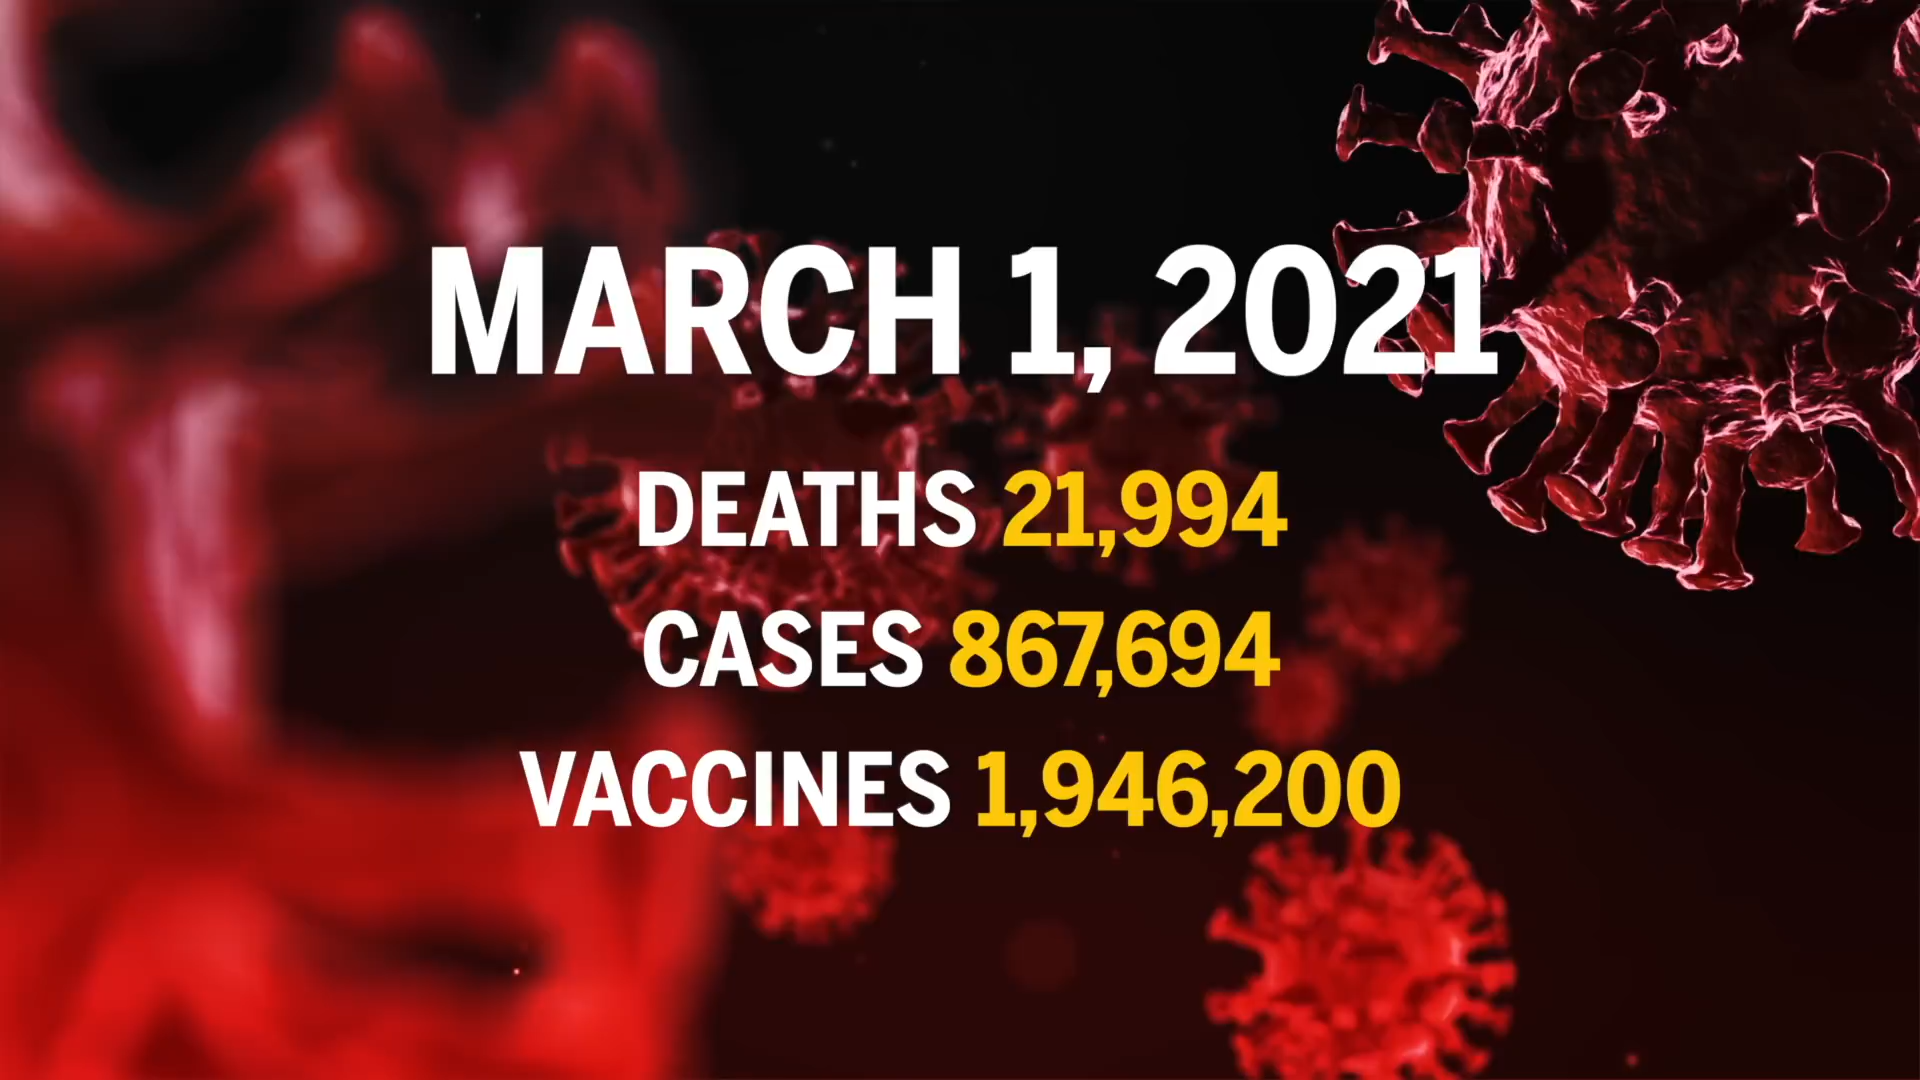 MARCH 1, 2021
DEATHS 21,994
CASES 867,694
VACCINES 1,946,200